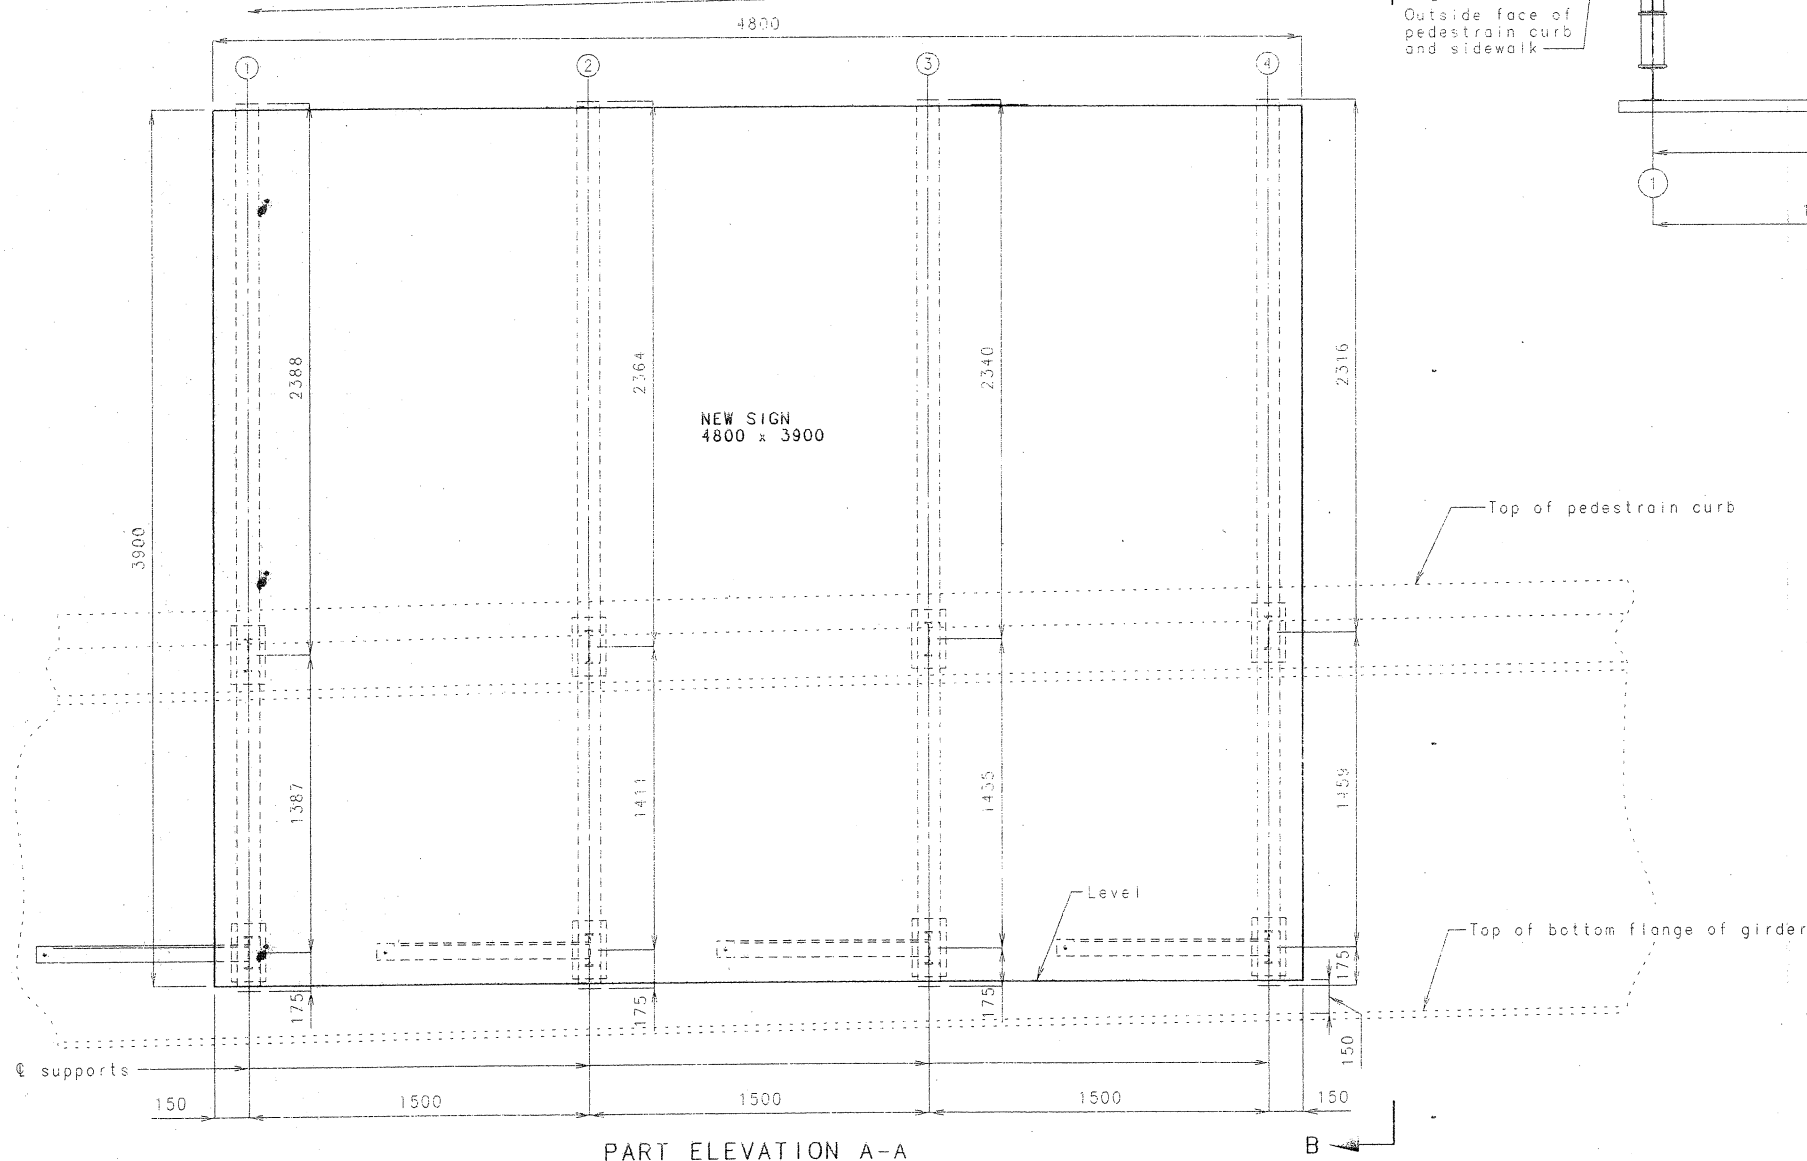 4800
Outside face of
pedestrain curb
and sidewalk
1
2
3
4
1
2388
2364
2340
2316
NEW SIGN
4800 x 3900
3900
Top of pedestrain curb
1387
1411
1435
1459
Level
Top of bottom flange of girder
175
175
175
175
150
℄ supports
150
1500
1500
1500
150
PART ELEVATION A-A
B